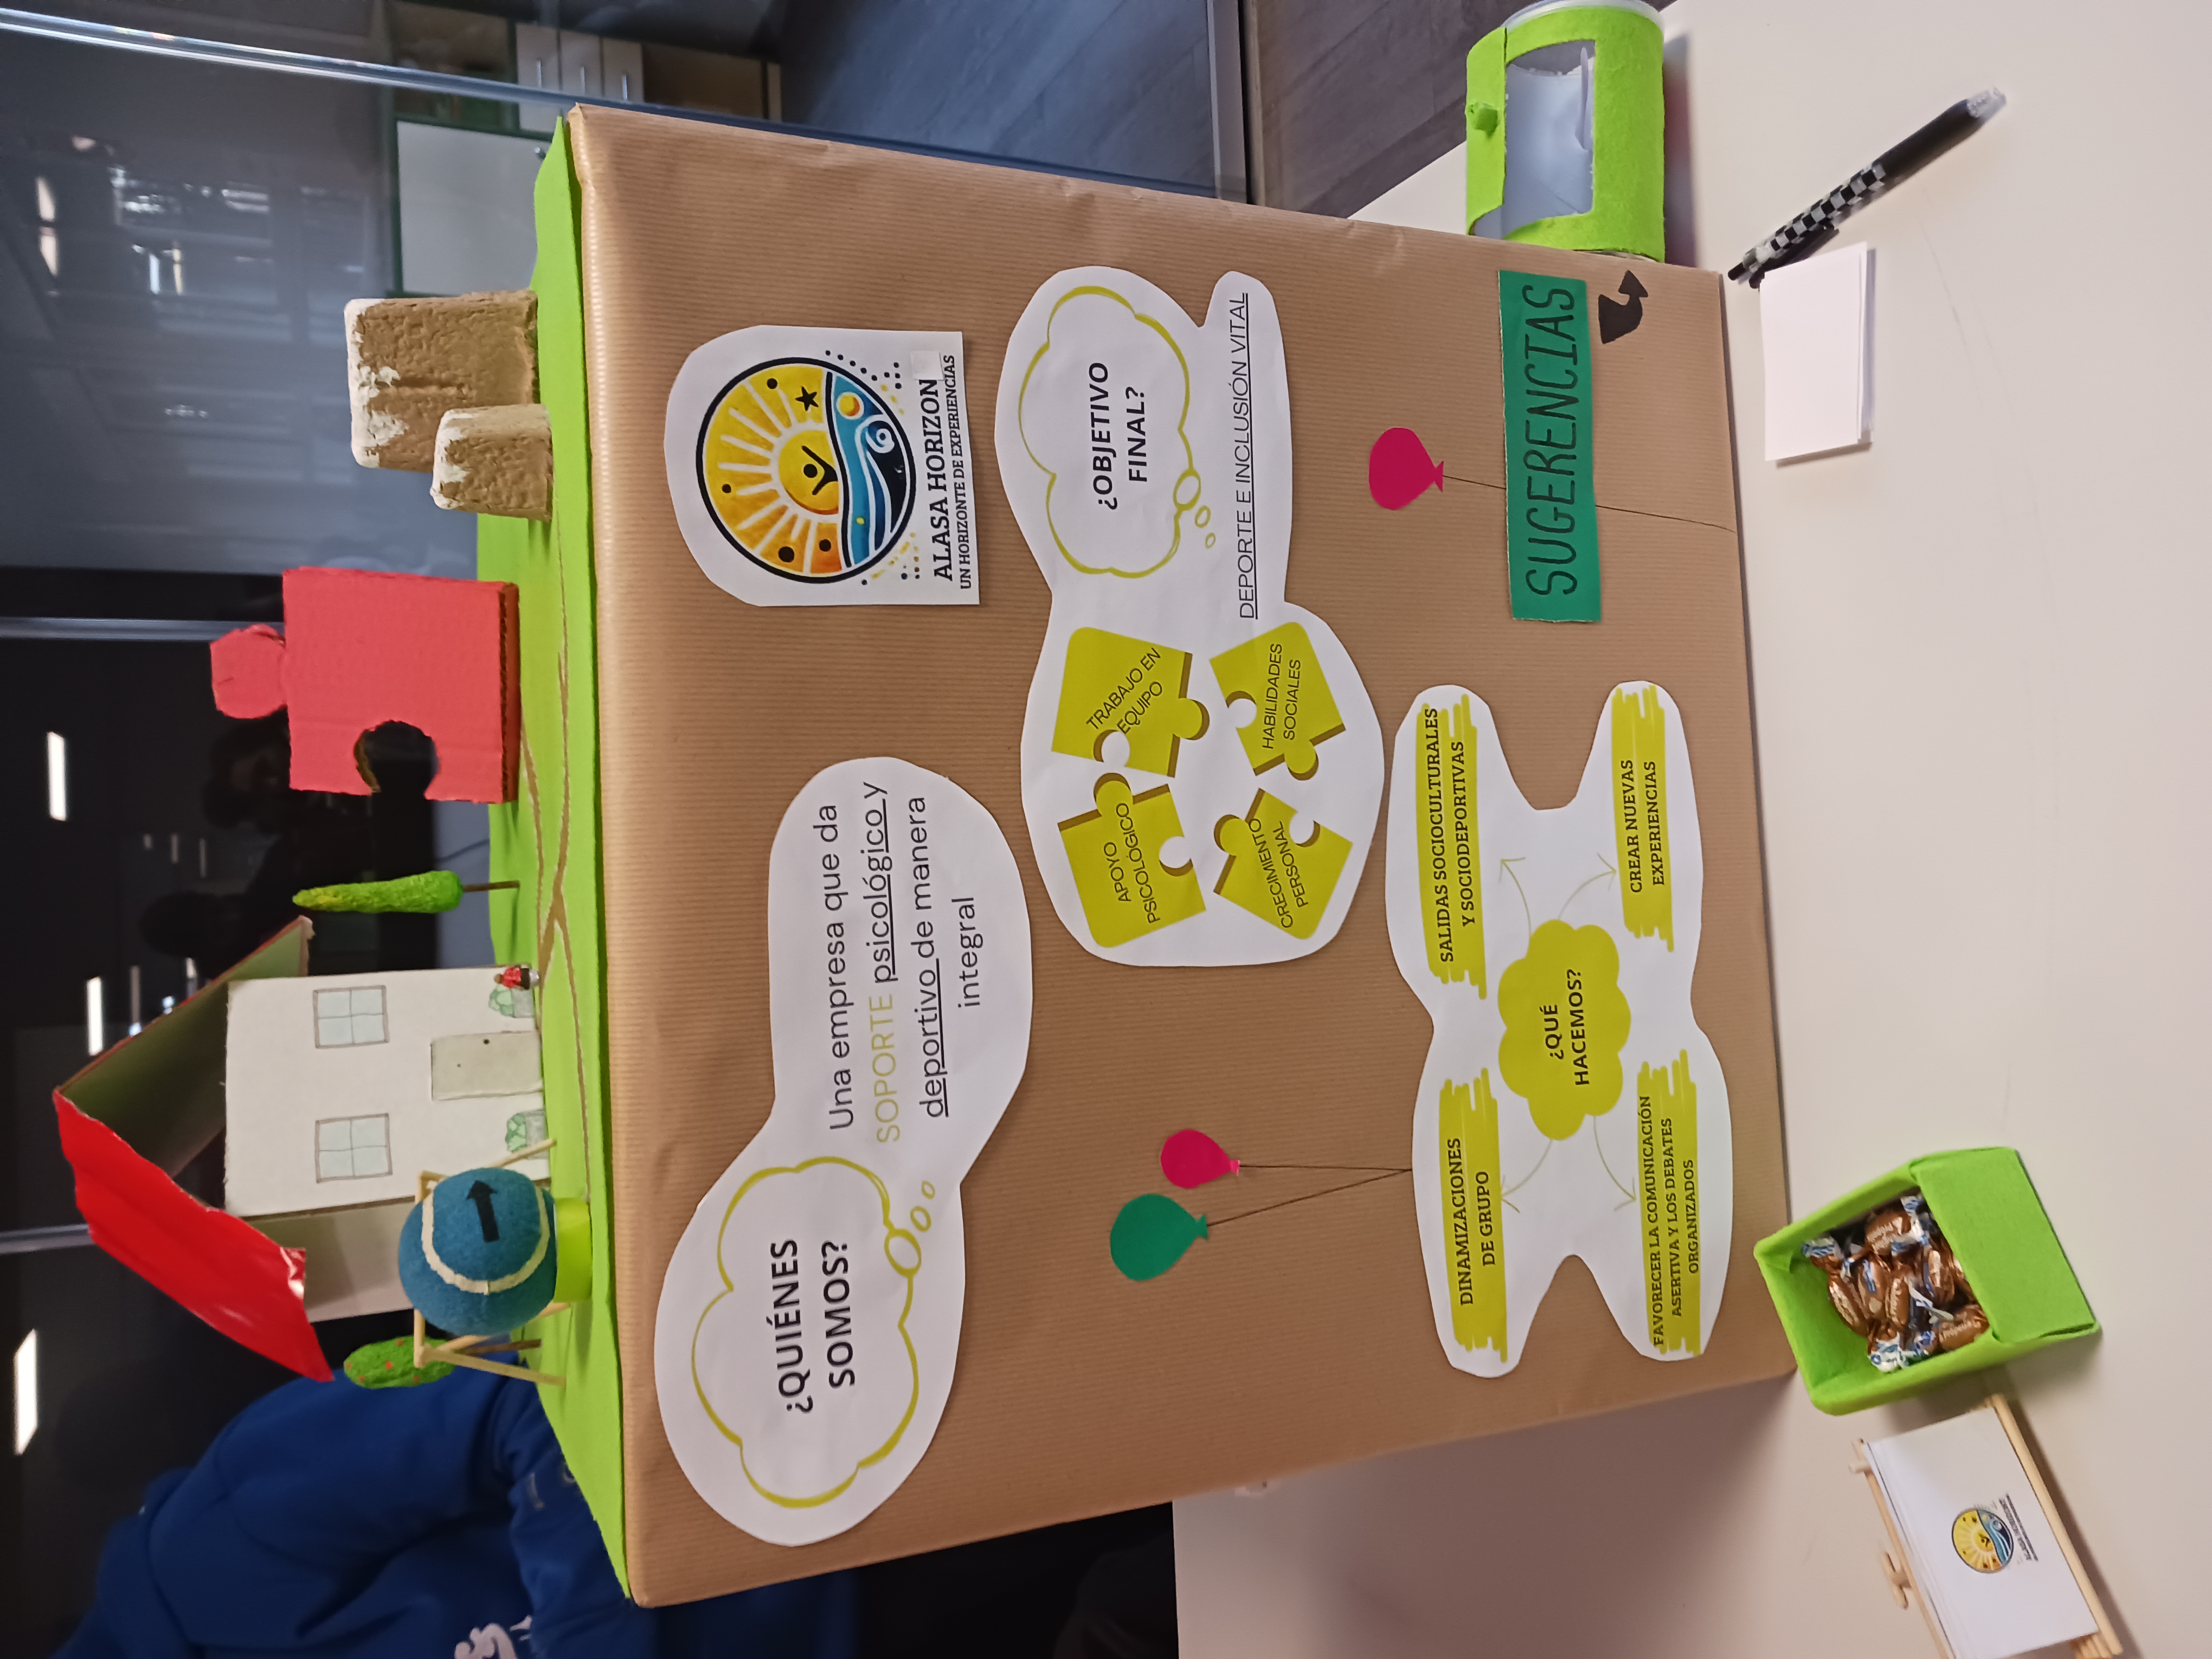 ¿QUIÉNES
SOMOS?
Una empresa que da
SOPORTE psicológico y
deportivo de manera
integral
ALASA HORIZON
UN HORIZONTE DE EXPERIENCIAS
APOYO
PSICOLÓGICO
TRABAJO EN
EQUIPO
CRECIMIENTO
PERSONAL
HABILIDADES
SOCIALES
¿OBJETIVO
FINAL?
DEPORTE E INCLUSIÓN VITAL
DINAMIZACIONES
DE GRUPO
SALIDAS SOCIOCULTURALES
Y SOCIODEPORTIVAS
¿QUÉ
HACEMOS?
FAVORECER LA COMUNICACIÓN
ASERTIVA Y LOS DEBATES
ORGANIZADOS
CREAR NUEVAS
EXPERIENCIAS
SUGERENCIAS
ALASA HORIZONT